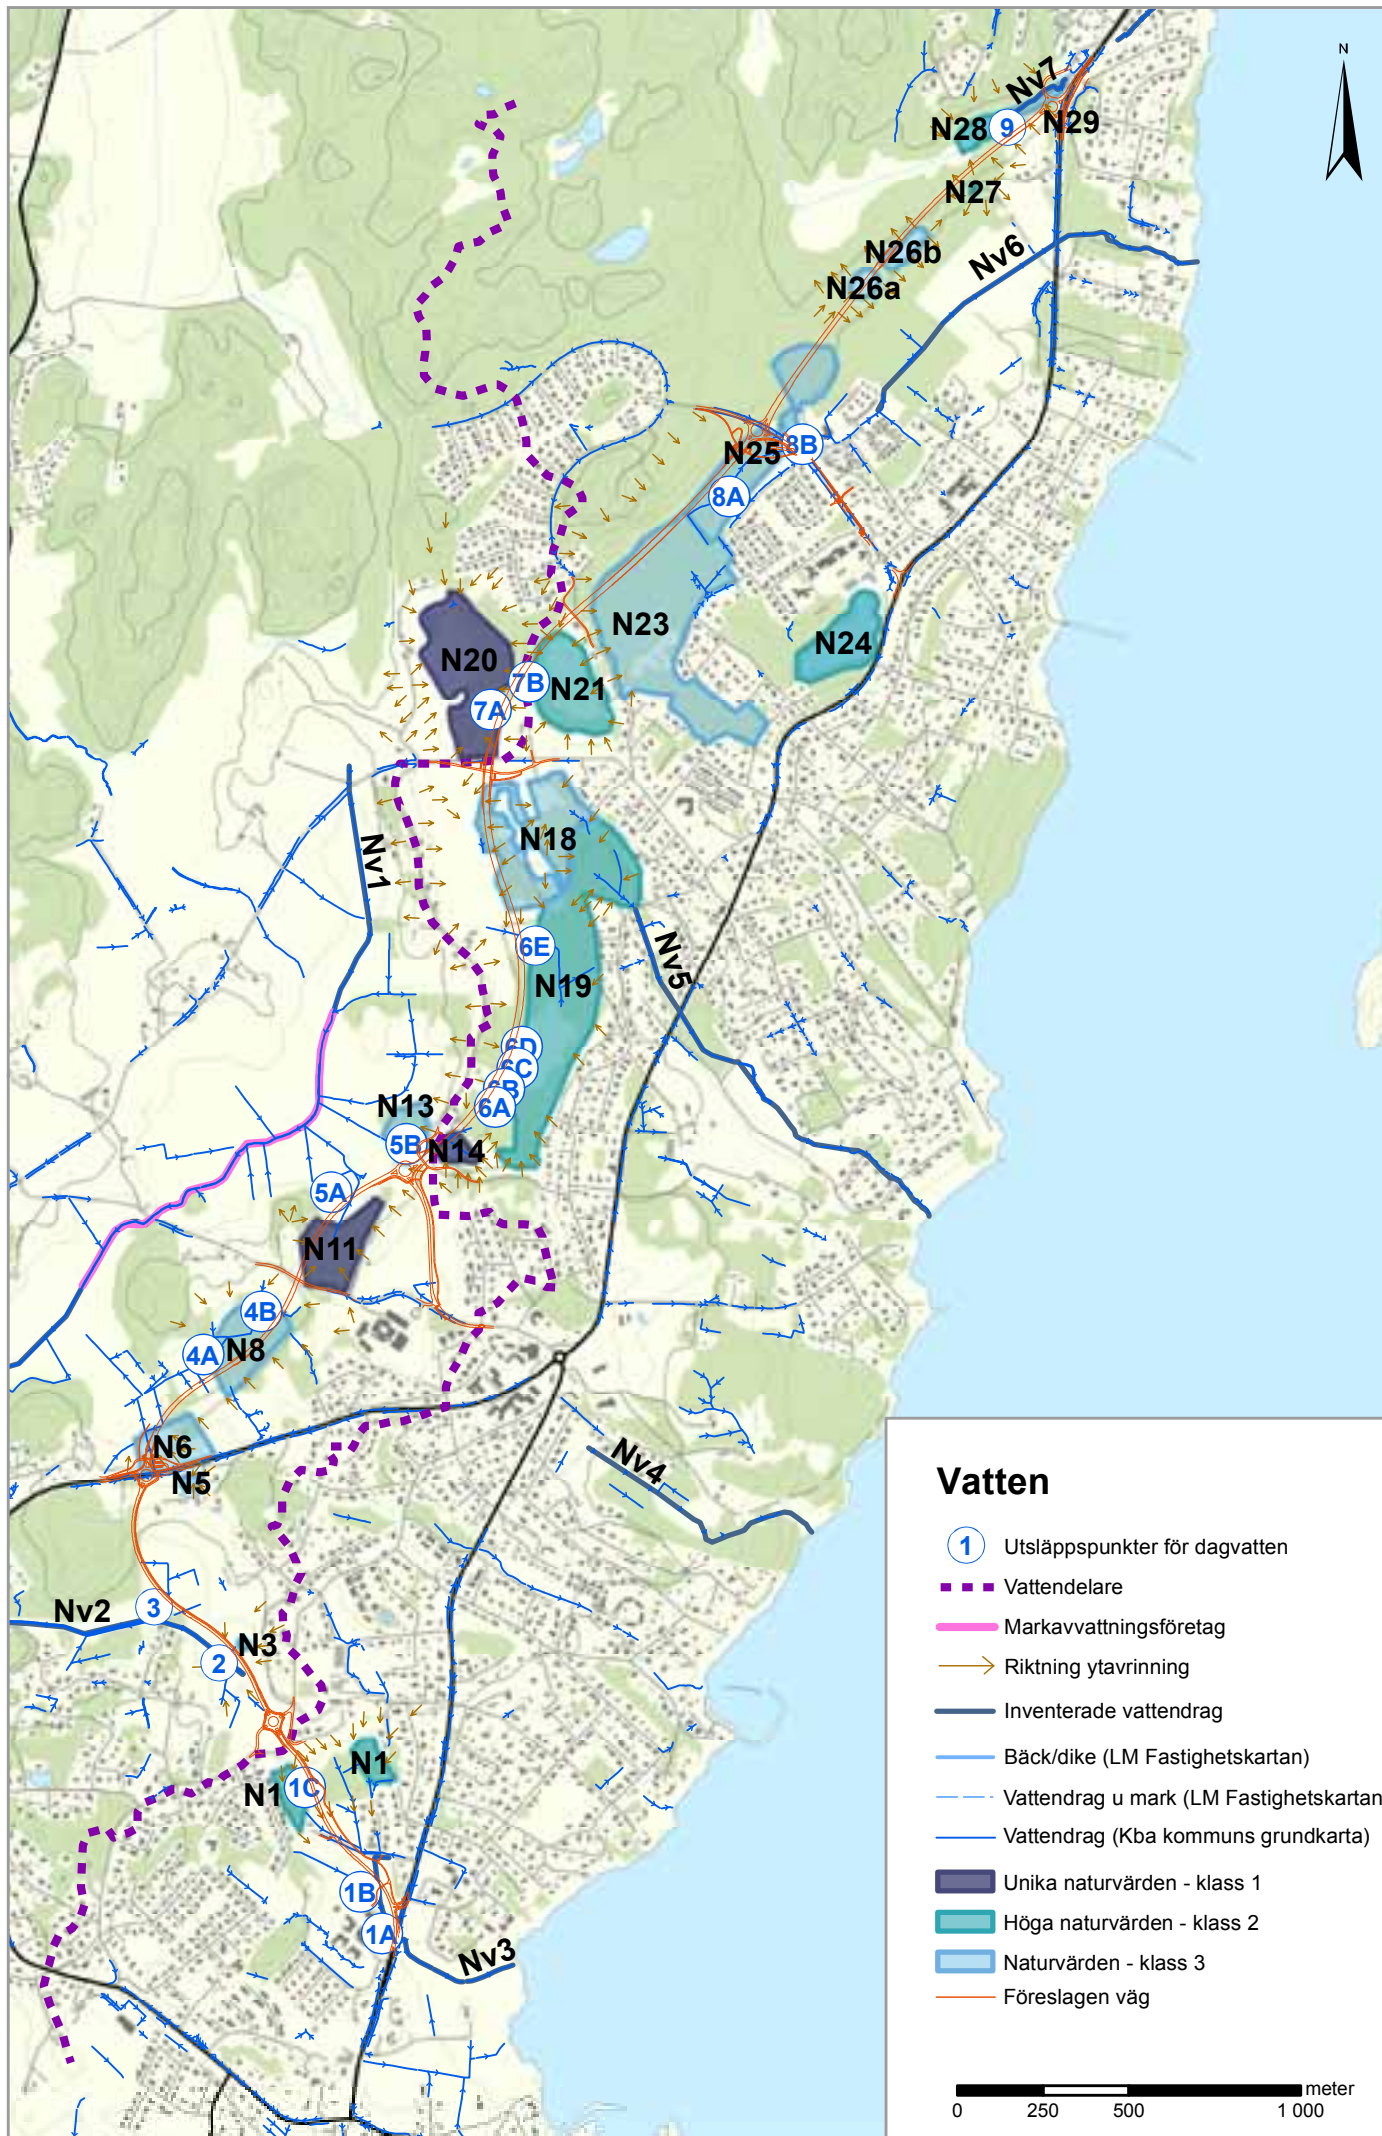 N
Nv7
N28
9
N29
N27
N26b
Nv6
N26a
N25
8B
8A
N23
N24
N20
7B
N21
7A
N18
Nv1
6E
Nv5
N19
6D
6C
6B
6A
N13
5B
N14
5A
N11
4B
4A
N8
N6
N5
Nv4
Nv2
3
N3
2
N1
N1
1C
1B
1A
Nv3
Vatten
1 Utsläppspunkter för dagvatten
Vattendelare
Markavvattningsföretag
Riktning ytavrinning
Inventerade vattendrag
Bäck/dike (LM Fastighetskartan)
Vattendrag u mark (LM Fastighetskartan
Vattendrag (Kba kommuns grundkarta)
Unika naturvärden - klass 1
Höga naturvärden - klass 2
Naturvärden - klass 3
Föreslagen väg
meter
0 250 500 1 000